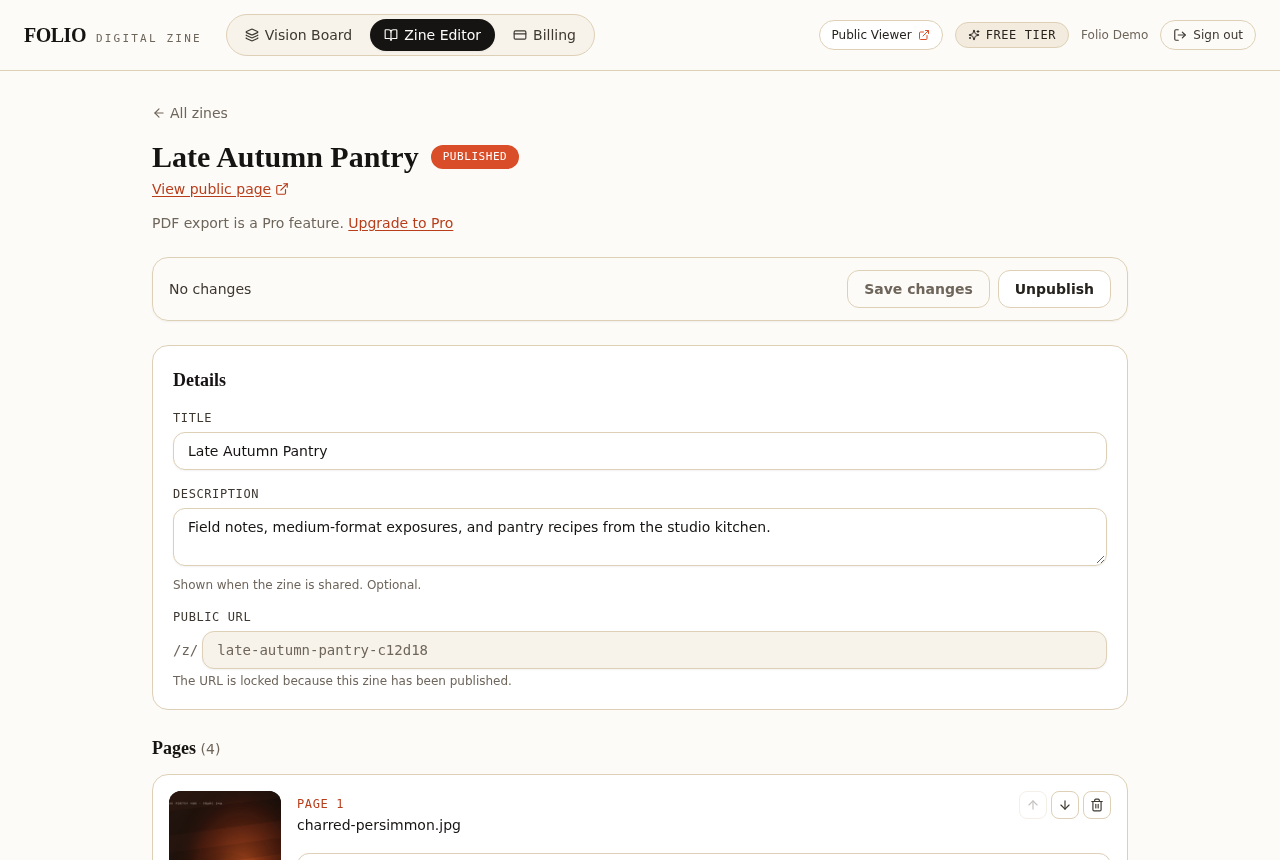 FOLIO DIGITAL ZINE
Vision Board
Zine Editor
Billing
Public Viewer
FREE TIER
Folio Demo
Sign out
All zines
Late Autumn Pantry
PUBLISHED
View public page
PDF export is a Pro feature. Upgrade to Pro
No changes
Save changes
Unpublish
Details
TITLE
Late Autumn Pantry
DESCRIPTION
Field notes, medium-format exposures, and pantry recipes from the studio kitchen.
Shown when the zine is shared. Optional.
PUBLIC URL
/z/ late-autumn-pantry-c12d18
The URL is locked because this zine has been published.
Pages (4)
PAGE 1
charred-persimmon.jpg